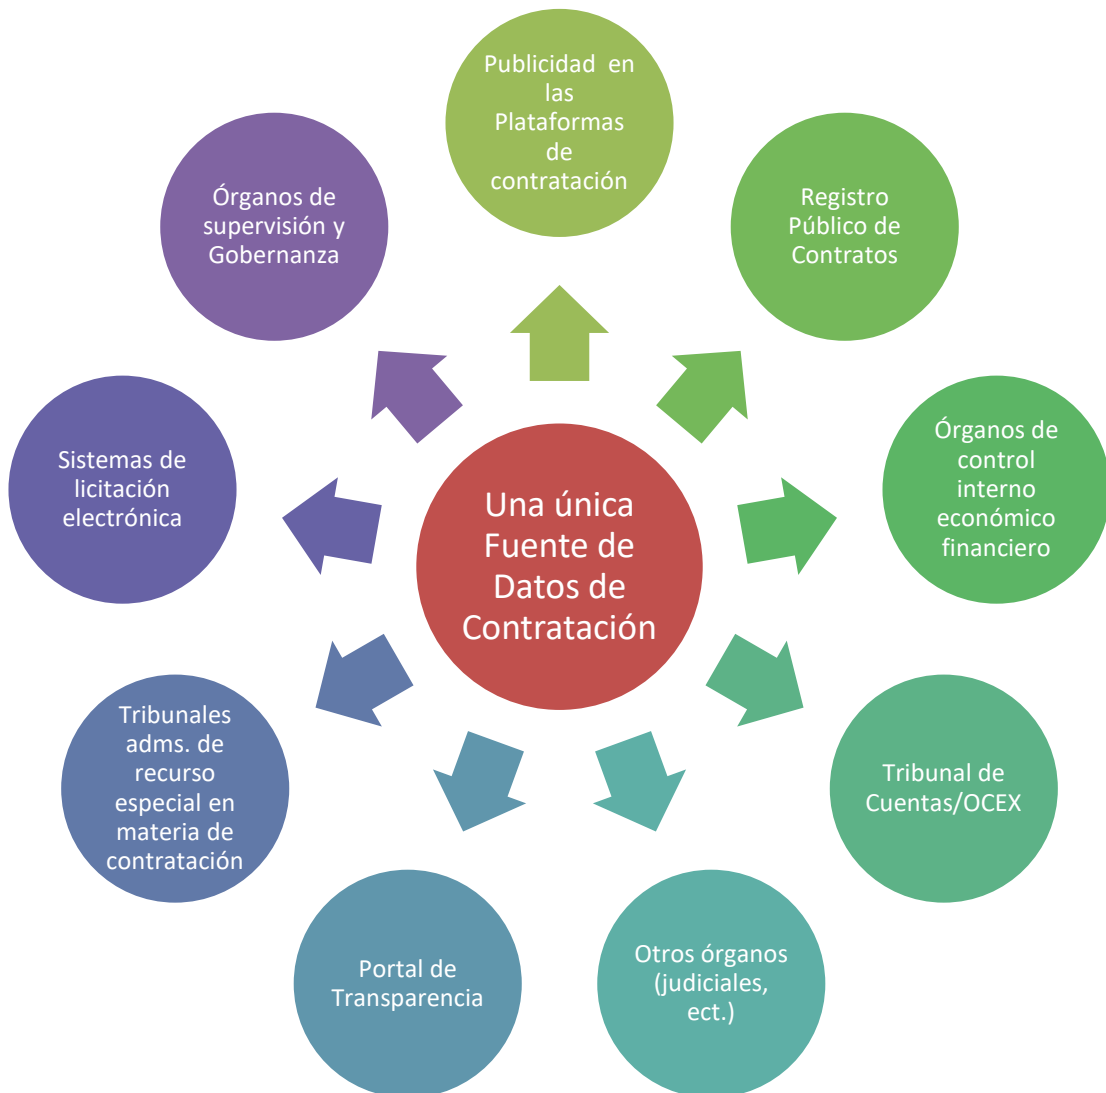 Publicidad en
las
Plataformas
de
contratación
Registro
Público de
Contratos
Órganos de
control
interno
económico
financiero
Tribunal de
Cuentas/OCEX
Otros órganos
(judiciales,
ect.)
Portal de
Transparencia
Tribunales
adms. de
recurso
especial en
materia de
contratación
Sistemas de
licitación
electrónica
Órganos de
supervisión y
Gobernanza
Una única
Fuente de
Datos de
Contratación